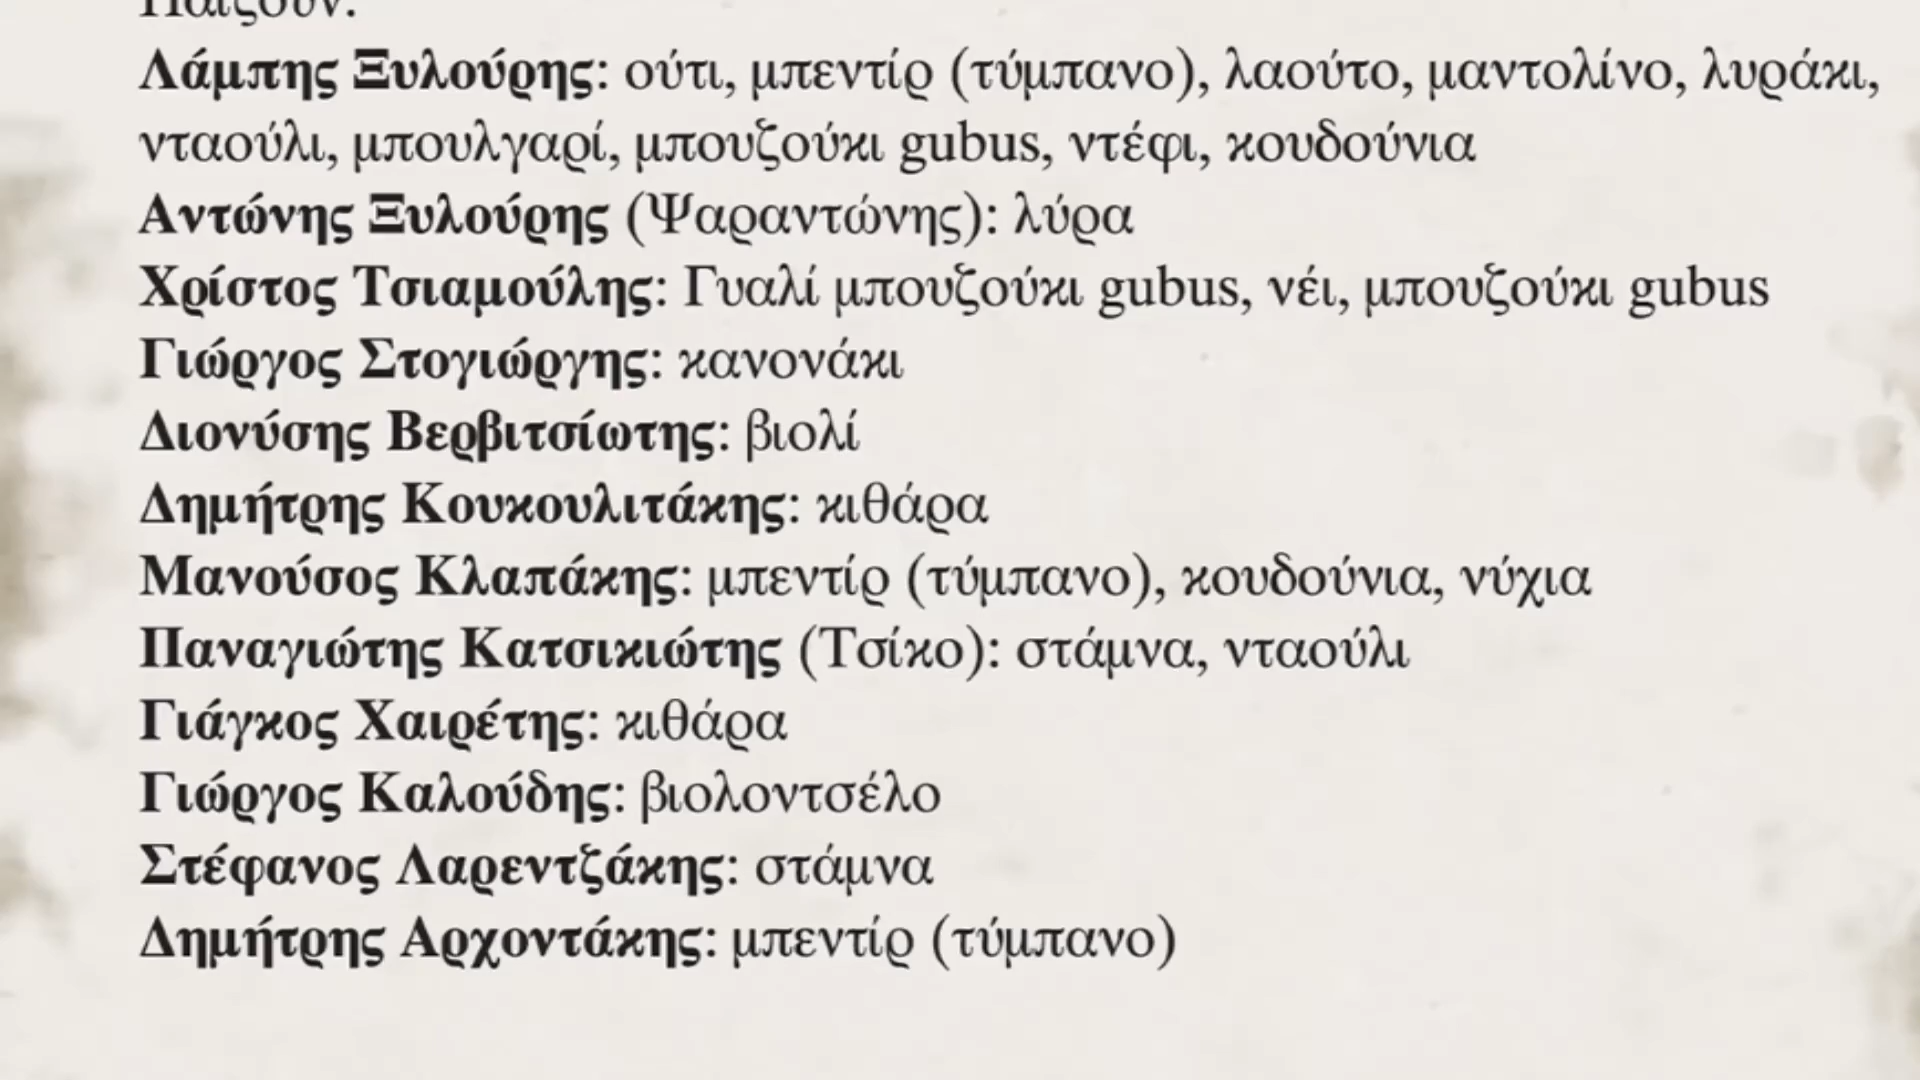 Παίζουν:
Λάμπης Ξυλούρης: ούτι, μπεντίρ (τύμπανο), λαούτο, μαντολίνο, λυράκι,
νταούλι, μπουλγαρί, μπουζούκι gubus, ντέφι, κουδούνια
Αντώνης Ξυλούρης (Ψαραντώνης): λύρα
Χρίστος Τσιαμούλης: Γυαλί μπουζούκι gubus, νέι, μπουζούκι gubus
Γιώργος Στογιώργης: κανονάκι
Διονύσης Βερβιτσίωτης: βιολί
Δημήτρης Κουκουλιτάκης: κιθάρα
Μανούσος Κλαπάκης: μπεντίρ (τύμπανο), κουδούνια, νύχια
Παναγιώτης Κατσικιώτης (Τσίκο): στάμνα, νταούλι
Γιάγκος Χαιρέτης: κιθάρα
Γιώργος Καλούδης: βιολοντσέλο
Στέφανος Λαρεντζάκης: στάμνα
Δημήτρης Αρχοντάκης: μπεντίρ (τύμπανο)